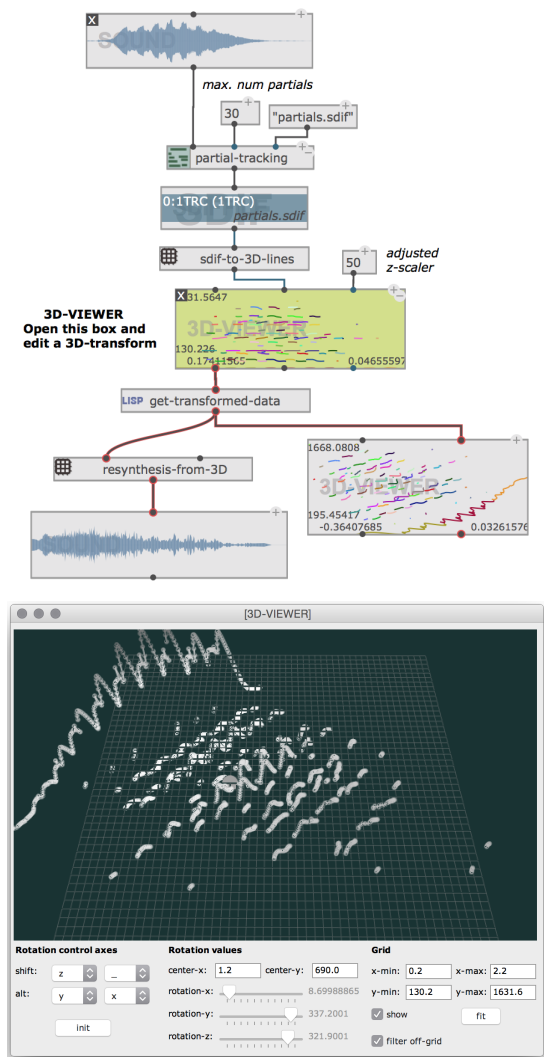 X
SOUND
max. num partials
30
"partials.sdif"
partial-tracking
0:1TRC (1TRC)
SDIF
partials.sdif
sdif-to-3D-lines
50
adjusted
z-scaler
3D-VIEWER
Open this box and
edit a 3D-transform
X
31.5647
3D-VIEWER
130.226
0.17411565
0.04655597
LISP get-transformed-data
resynthesis-from-3D
SOUND
1668.0808
3D-VIEWER
195.45417
-0.36407685
0.03261576
[3D-VIEWER]
Rotation control axes
Rotation values
Grid
shift: z _
center-x: 1.2 center-y: 690.0
x-min: 0.2 x-max: 2.2
alt: y x
rotation-x: 8.69988865
y-min: 130.2 y-max: 1631.6
rotation-y: 337.2001
show
fit
init
rotation-z: 321.9001
filter off-grid